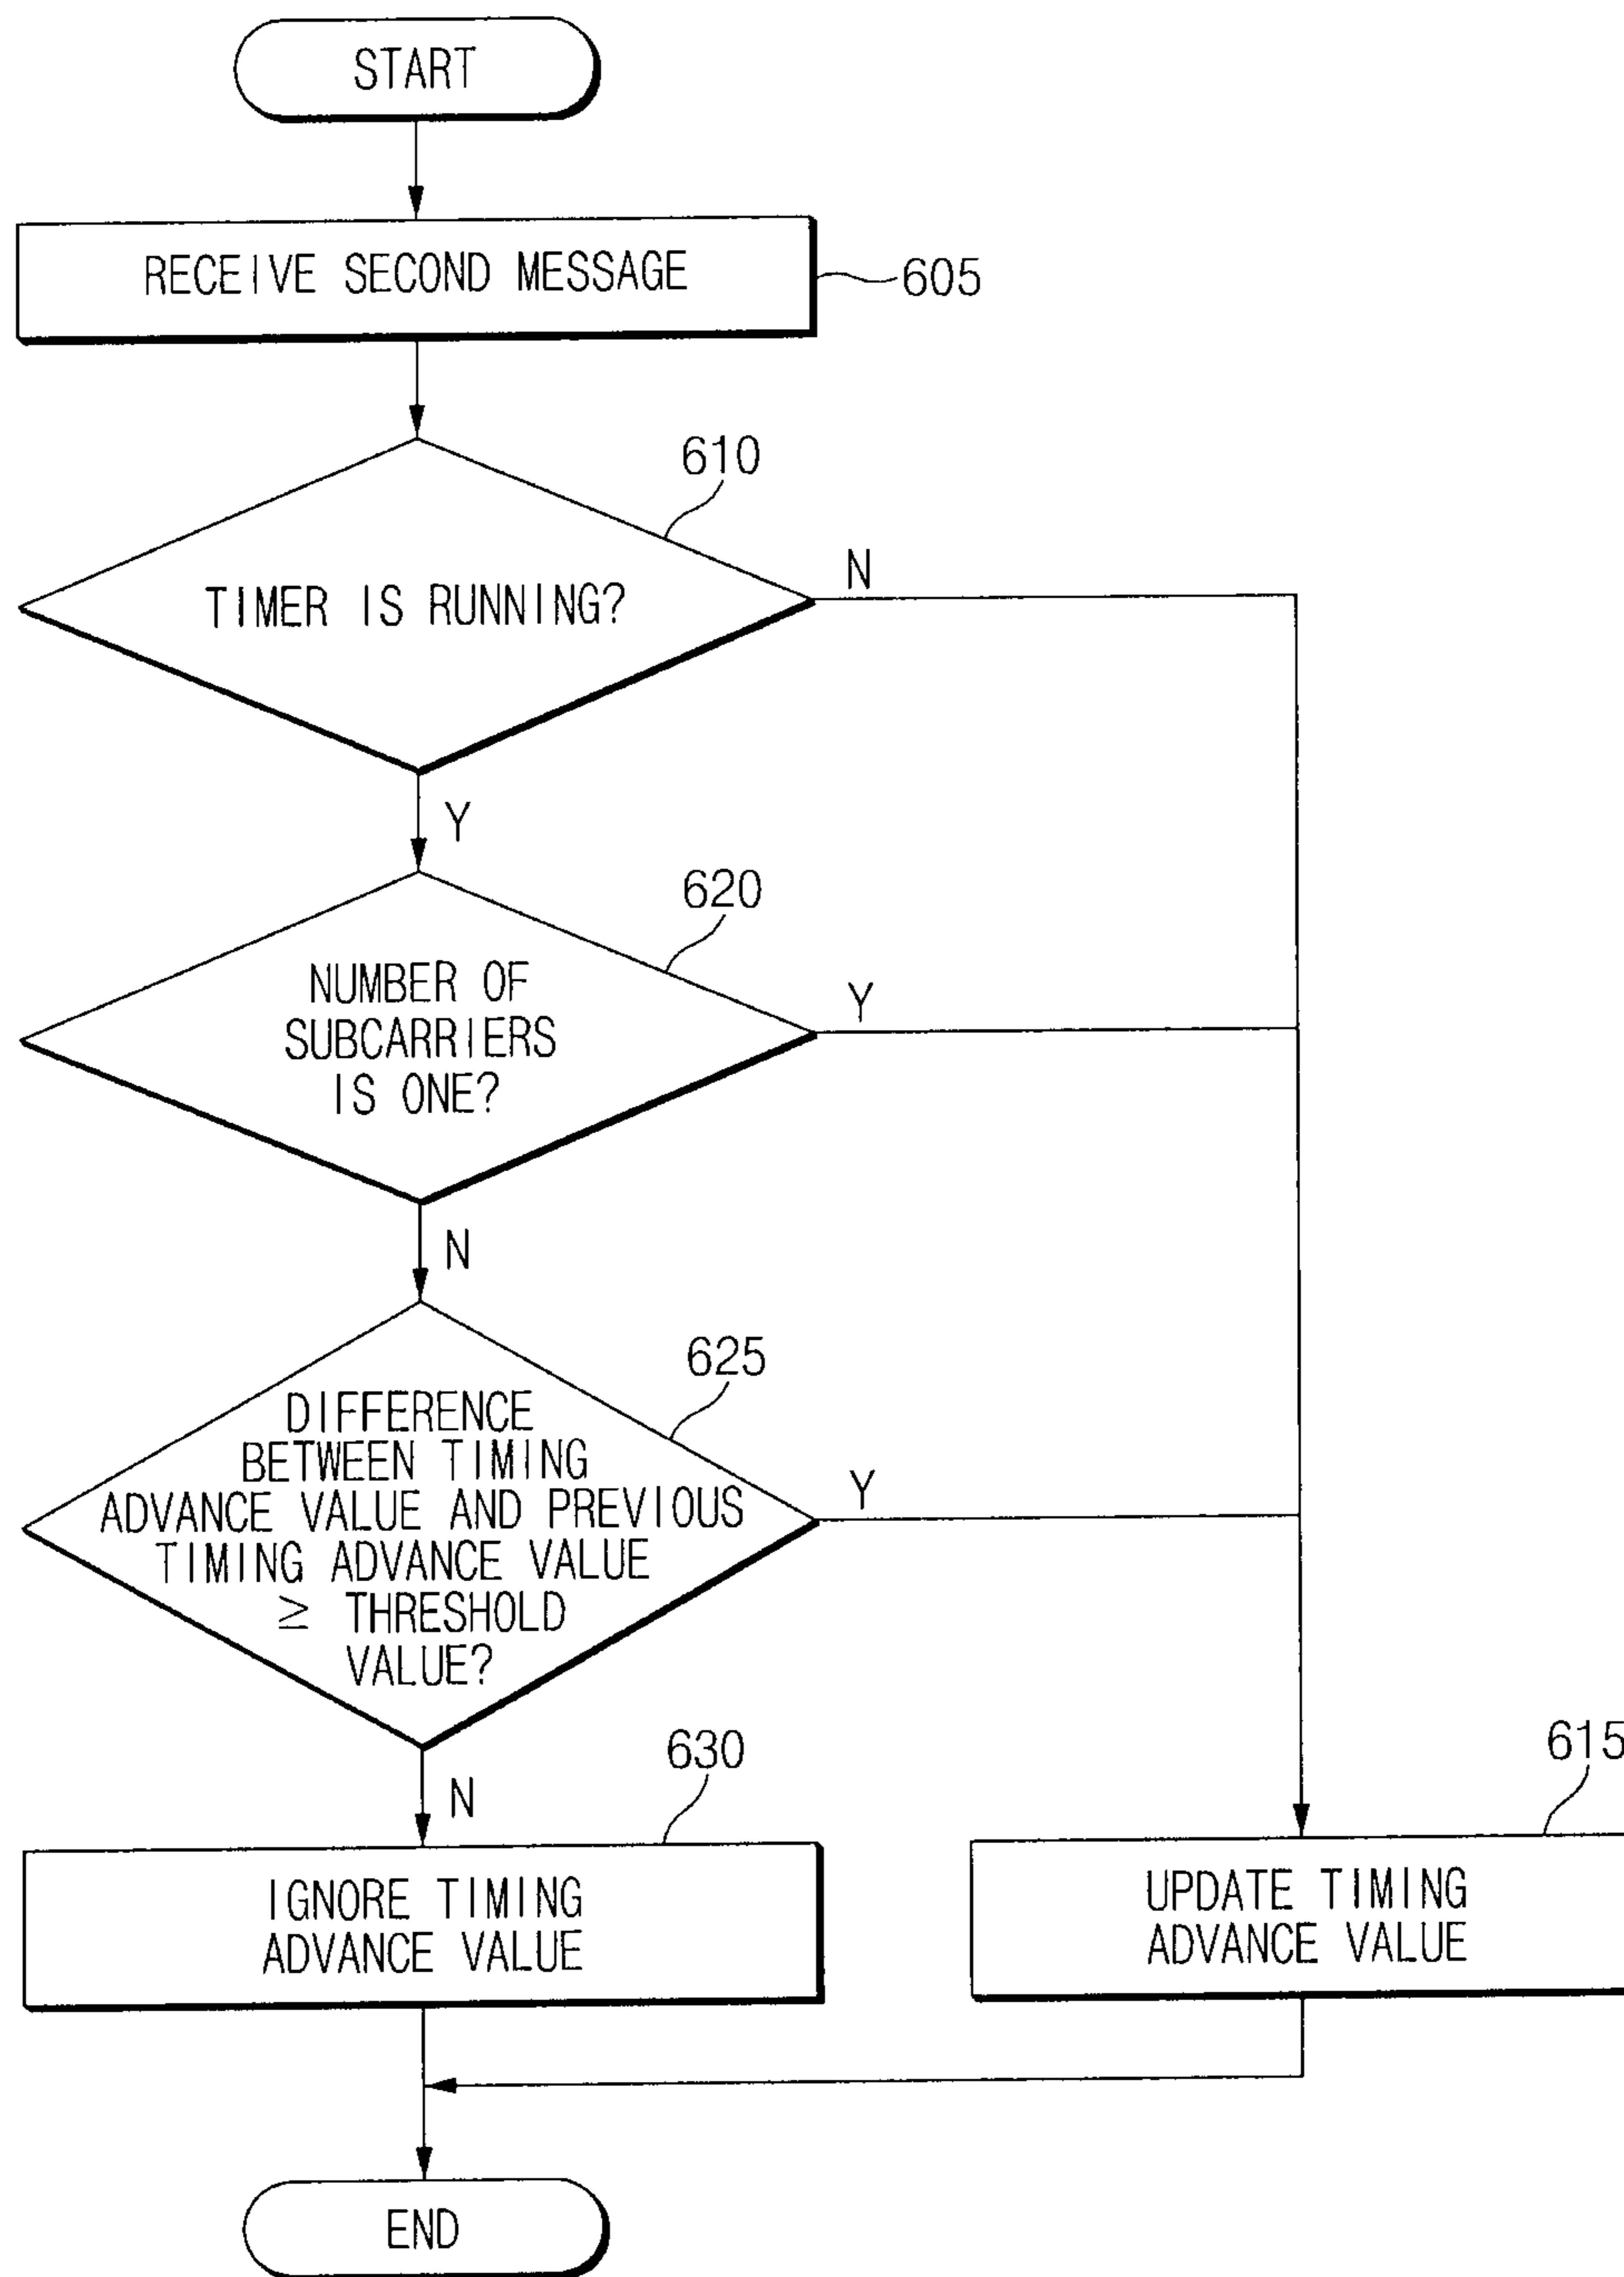 START
RECEIVE SECOND MESSAGE
605
610
TIMER IS RUNNING?
N
Y
620
NUMBER OF
SUBCARRIERS
IS ONE?
Y
N
625
DIFFERENCE
BETWEEN TIMING
ADVANCE VALUE AND PREVIOUS
TIMING ADVANCE VALUE
≥ THRESHOLD
VALUE?
Y
N
630
615
IGNORE TIMING
ADVANCE VALUE
UPDATE TIMING
ADVANCE VALUE
END